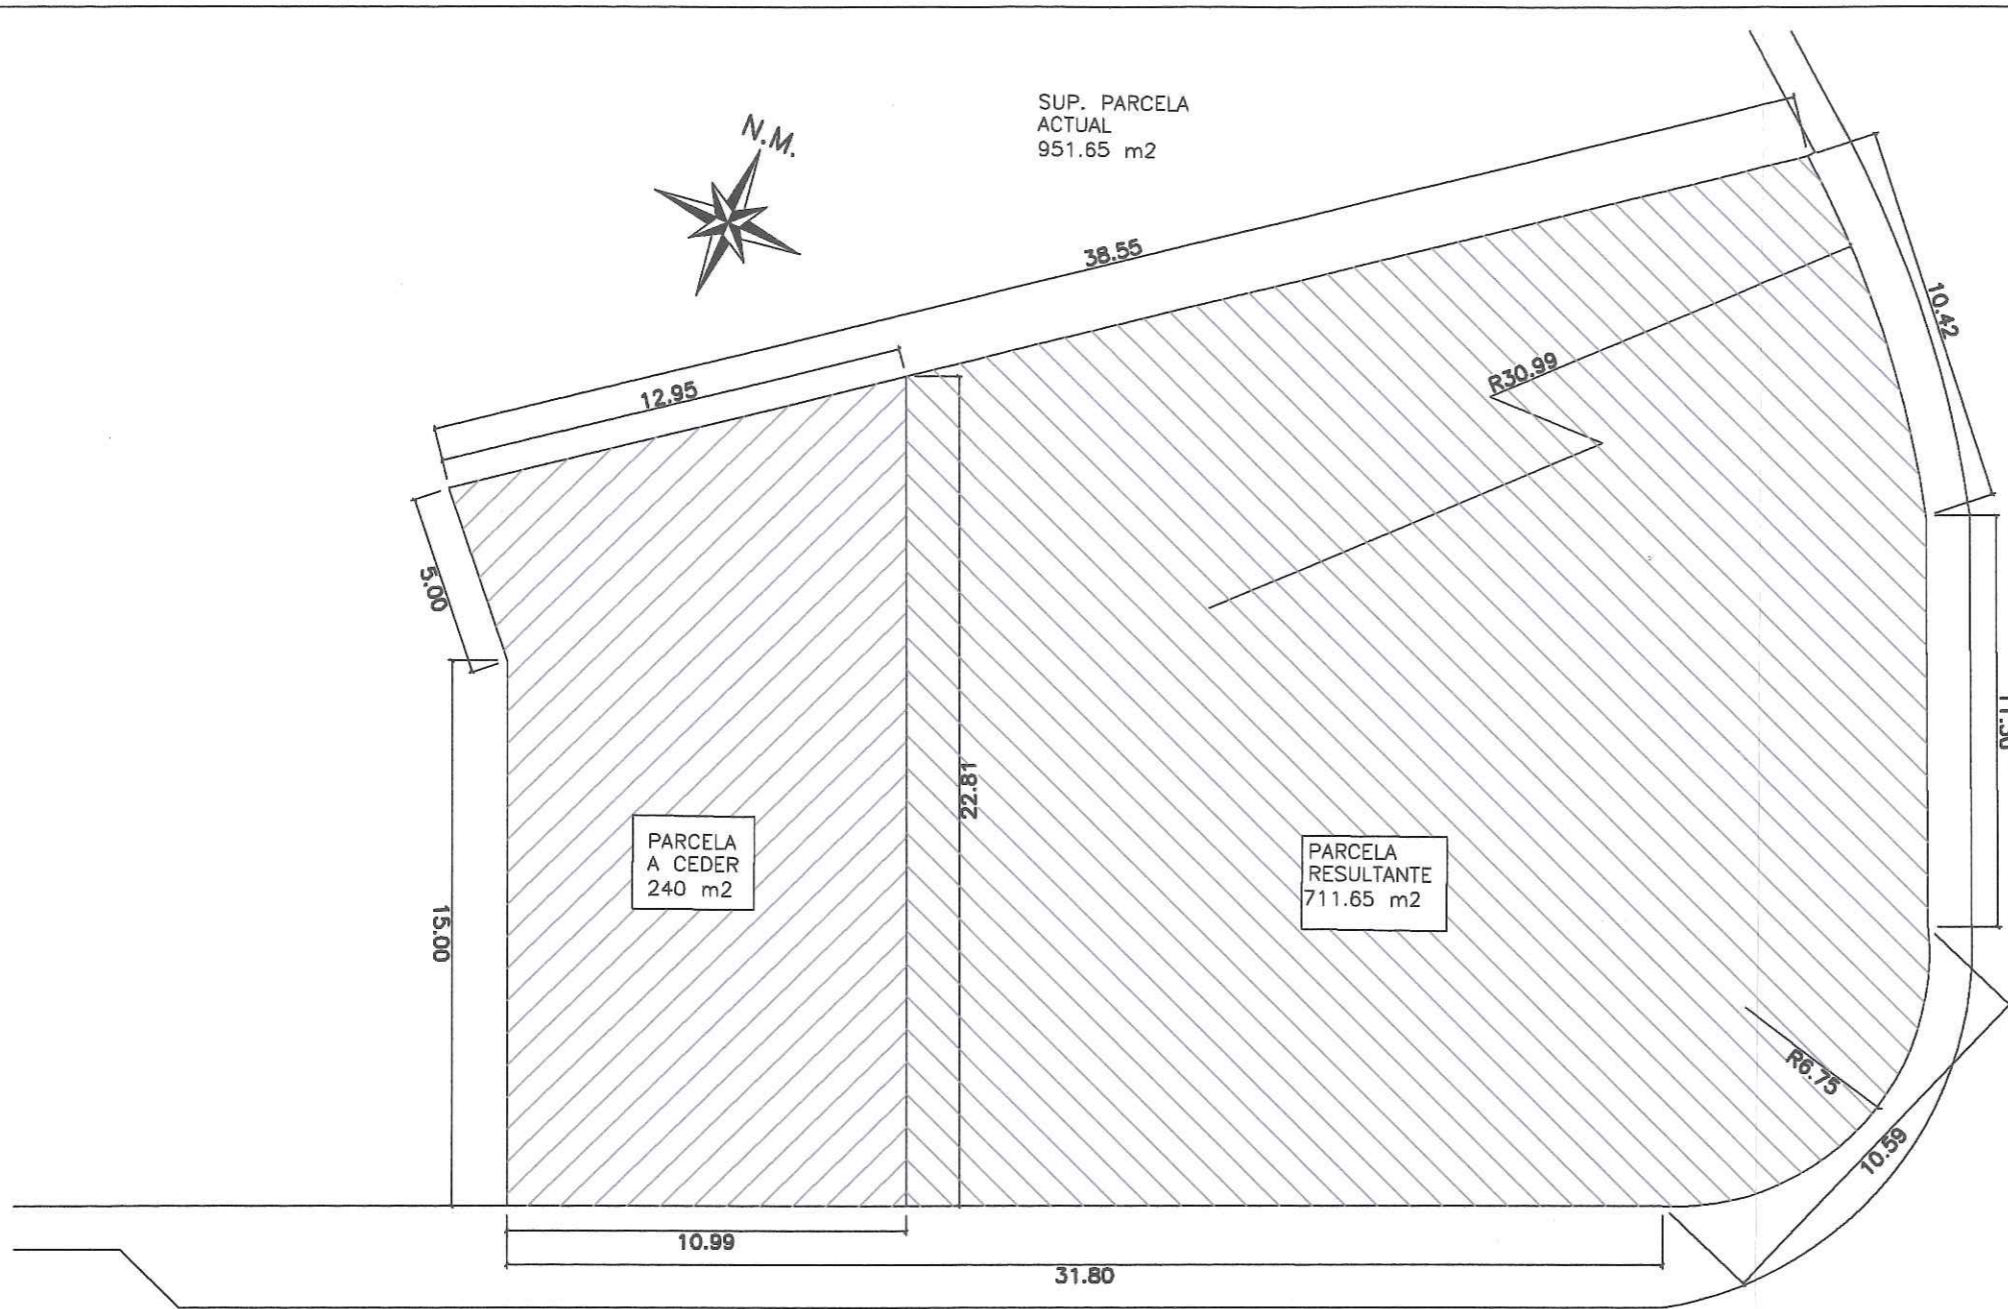 SUP. PARCELA
ACTUAL
951.65 m2
N.M.
38.55
12.95
10.42
R30.99
5.00
22.81
PARCELA
A CEDER
240 m2
PARCELA
RESULTANTE
711.65 m2
15.00
R6.75
10.59
10.99
31.80